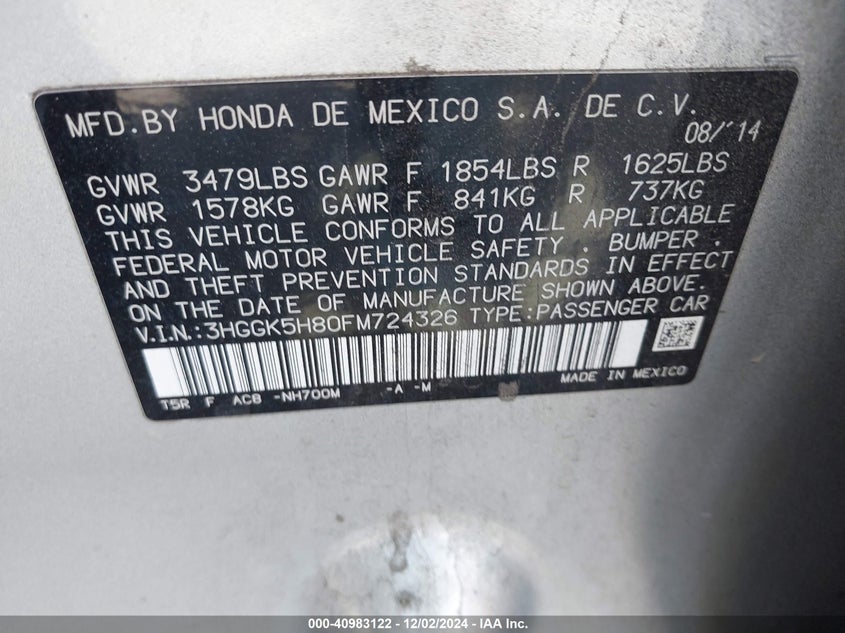 MFD.BY HONDA DE MEXICO S.A. DE C.V.
08/'14
GVWR 3479LBS GAWR F 1854LBS R 1625LBS
GVWR 1578KG GAWR F 841KG R 737KG
THIS VEHICLE CONFORMS TO ALL APPLICABLE
FEDERAL MOTOR VEHICLE SAFETY , BUMPER ,
AND THEFT PREVENTION STANDARDS IN EFFECT
ON THE DATE OF MANUFACTURE SHOWN ABOVE.
V.I.N.:3HGGK5H80FM724326 TYPE:PASSENGER CAR
T5R F AC8 -NH700M -A -M MADE IN MEXICO
000-40983122 - 12/02/2024 - IAA Inc.